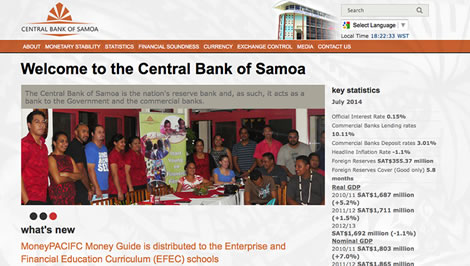 CENTRAL BANK OF SAMOA
Search
Select Language
Local Time 18:22:33 WST
ABOUT MONETARY STABILITY STATISTICS FINANCIAL SOUNDNESS CURRENCY EXCHANGE CONTROL MEDIA CONTACT US
Welcome to the Central Bank of Samoa
The Central Bank of Samoa is the nation's reserve bank and, as such, it acts as a
bank to the Government and the commercial banks.
key statistics
July 2014
Official Interest Rate 0.15%
Commercial Banks Lending rates
10.11%
Commercial Banks Deposit rates 3.01%
Headline Inflation Rate -1.1%
Foreign Reserves SAT$355.37 million
Foreign Reserves Cover (Good only) 5.8
months
Real GDP
2010/11 SAT$1,687 million
(+5.2%)
2011/12 SAT$1,711 million
(+1.5%)
2012/13
SAT$1,692 million (-1.1%)
Nominal GDP
2010/11 SAT$1,803 million
(+7.0%)
2011/12 SAT$1,865 million
what's new
MoneyPACIFC Money Guide is distributed to the Enterprise and
Financial Education Curriculum (EFEC) schools